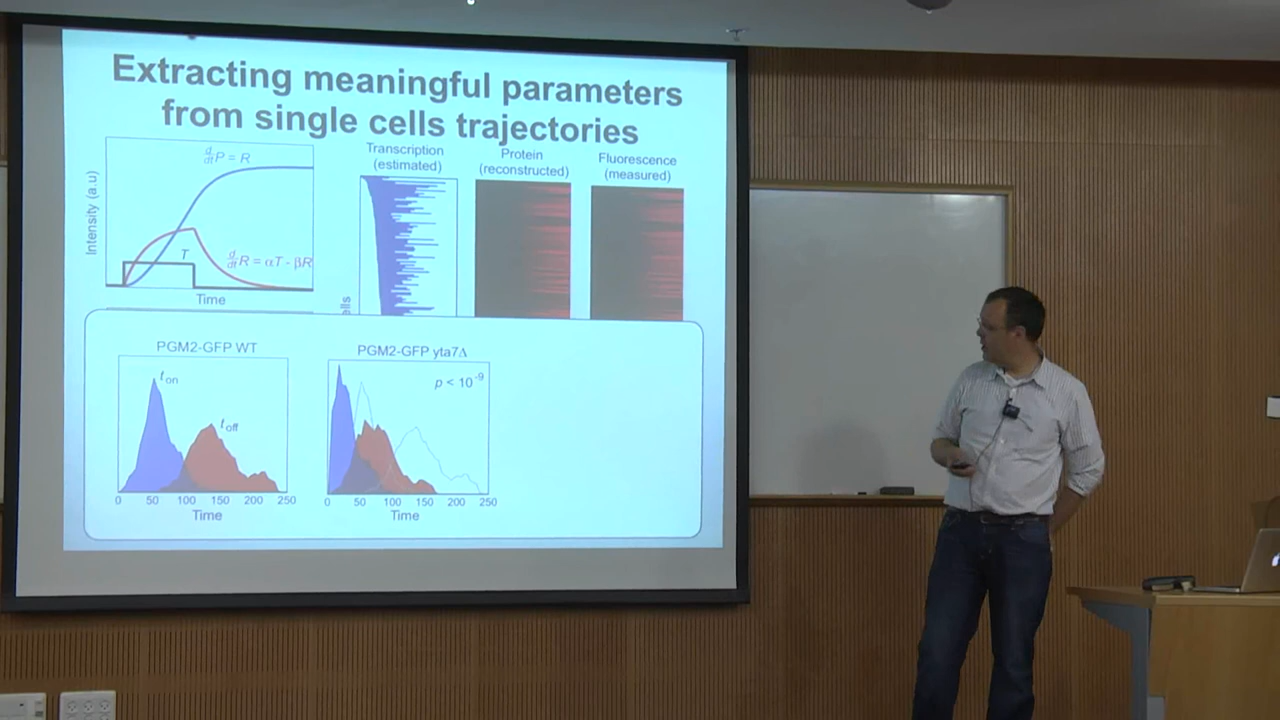 Extracting meaningful parameters
from single cells trajectories
d/dt P = R
T
d/dt R = αT - βR
Intensity (a.u)
Time
Transcription
(estimated)
Protein
(reconstructed)
Fluorescence
(measured)
PGM2-GFP WT
t on
t off
0 50 100 150 200 250
Time
PGM2-GFP yta7Δ
p < 10⁻⁹
0 50 100 150 200 250
Time